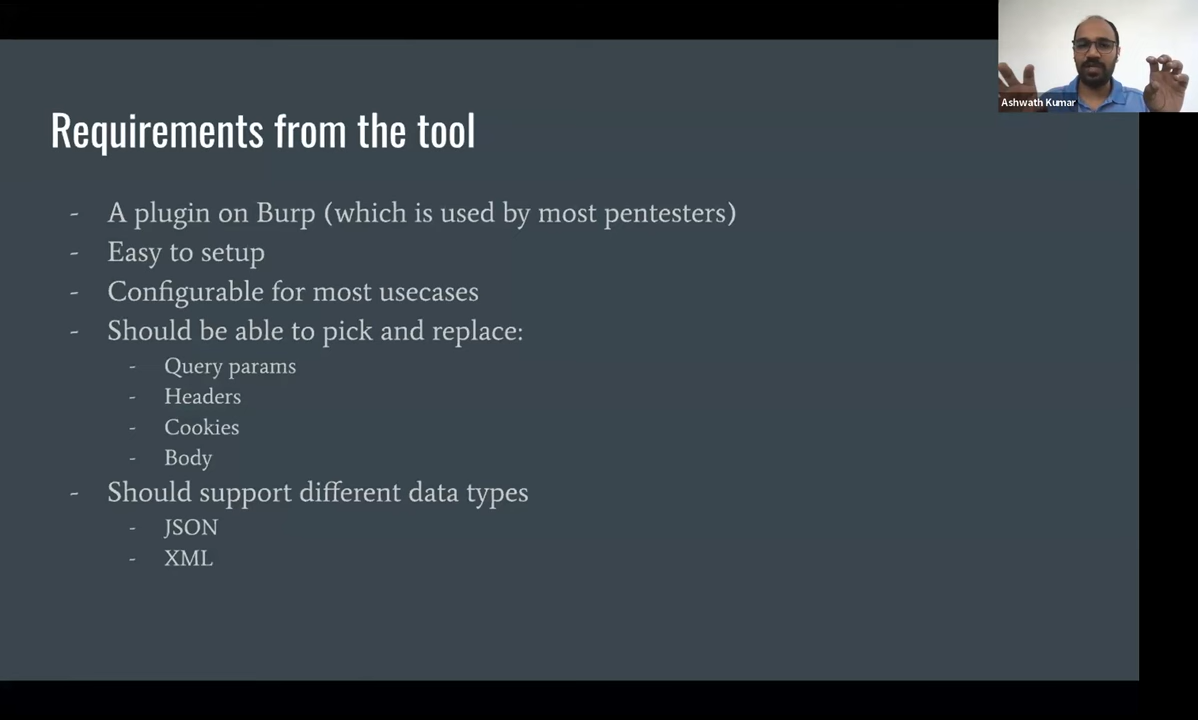 Ashwath Kumar
Requirements from the tool
- A plugin on Burp (which is used by most pentesters)
- Easy to setup
- Configurable for most usecases
- Should be able to pick and replace:
- Query params
- Headers
- Cookies
- Body
- Should support different data types
- JSON
- XML